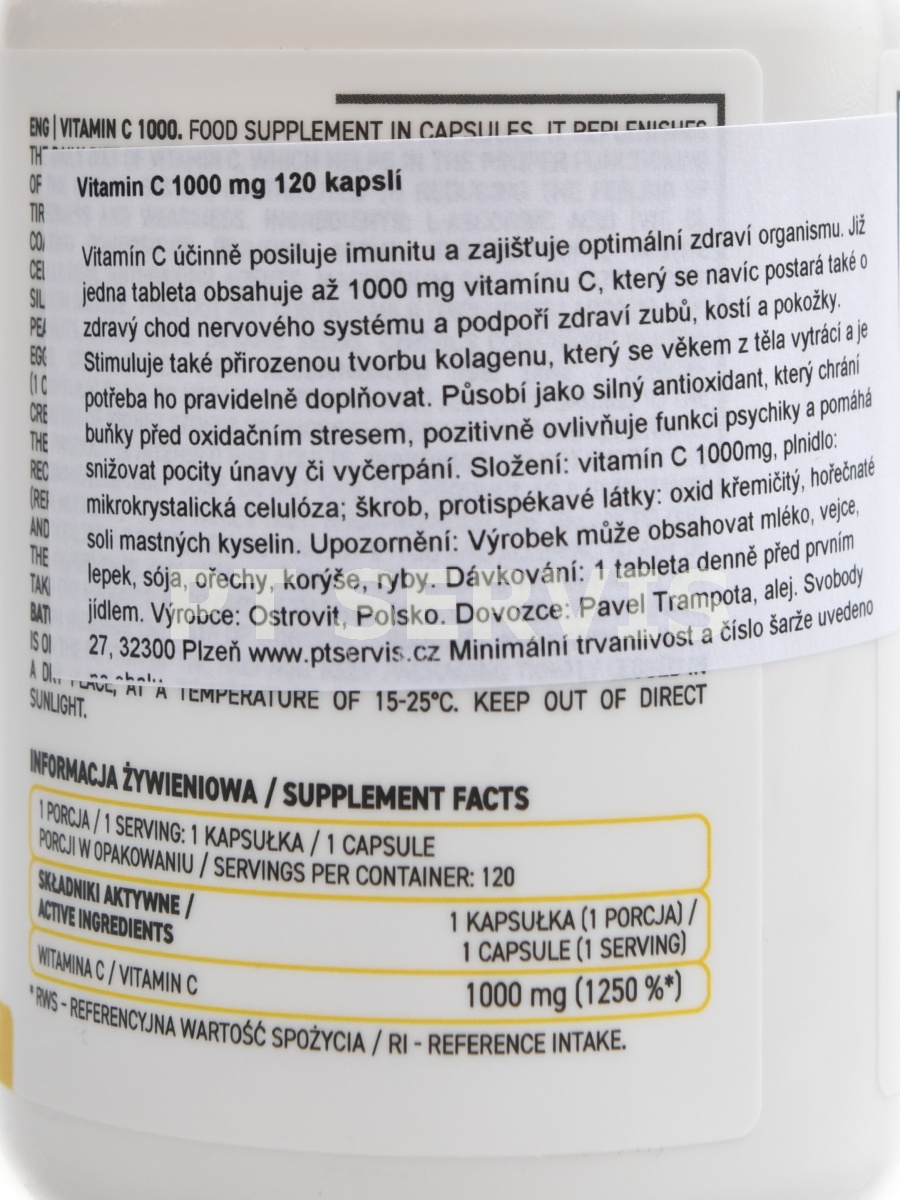 ENG | VITAMIN C 1000. FOOD SUPPLEMENT IN CAPSULES. IT REPLENISHES
OF
Vitamin C 1000 mg 120 kapslí
Vitamín C účinně posiluje imunitu a zajišťuje optimální zdraví organismu. Již
jedna tableta obsahuje až 1000 mg vitamínu C, který se navíc postará také o
zdravý chod nervového systému a podpoří zdraví zubů, kostí a pokožky.
Stimuluje také přirozenou tvorbu kolagenu, který se věkem z těla vytrácí a je
potřeba ho pravidelně doplňovat. Působí jako silný antioxidant, který chrání
buňky před oxidačním stresem, pozitivně ovlivňuje funkci psychiky a pomáhá
snižovat pocity únavy či vyčerpání. Složení: vitamín C 1000mg, plnidlo:
mikrokrystalická celulóza; škrob, protispékavé látky: oxid křemičitý, hořečnaté
soli mastných kyselin. Upozornění: Výrobek může obsahovat mléko, vejce,
lepek, sója, ořechy, korýše, ryby. Dávkování: 1 tableta denně před prvním
jídlem. Výrobce: Ostrovit, Polsko. Dovozce: Pavel Trampota, alej. Svobody
27, 32300 Plzeň www.ptservis.cz Minimální trvanlivost a číslo šarže uvedeno
PT SERVIS
AND
THE
IS
A PLACE, AT A TEMPERATURE OF 15-25°C. KEEP OUT OF DIRECT
SUNLIGHT.
INFORMACJA ŻYWIENIOWA / SUPPLEMENT FACTS
1 PORCJA / 1 SERVING: 1 KAPSUŁKA / 1 CAPSULE
PORCJI W OPAKOWANIU / SERVINGS PER CONTAINER: 120
SKŁADNIKI AKTYWNE /
ACTIVE INGREDIENTS
1 KAPSUŁKA (1 PORCJA) /
1 CAPSULE (1 SERVING)
WITAMINA C / VITAMIN C
1000 mg (1250 %*)
* RWS - REFERENCYJNA WARTOŚĆ SPOŻYCIA / RI - REFERENCE INTAKE.